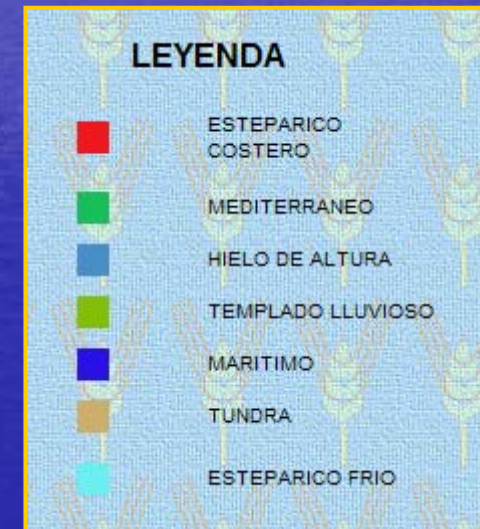 LEYENDA
ESTEPARICO
COSTERO
MEDITERRANEO
HIELO DE ALTURA
TEMPLADO LLUVIOSO
MARITIMO
TUNDRA
ESTEPARICO FRIO